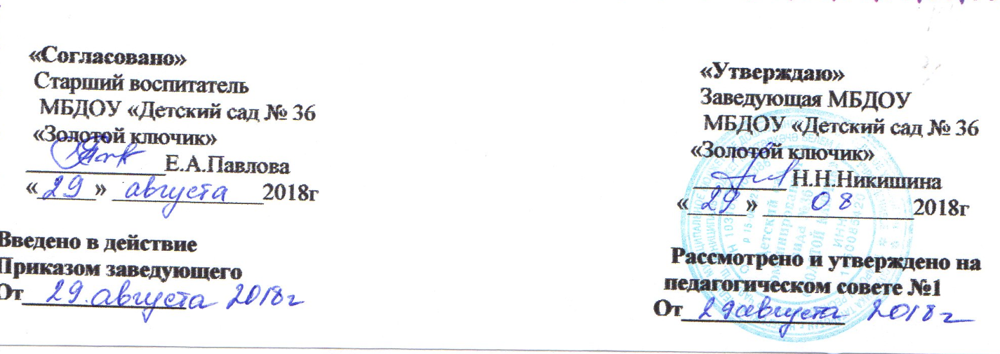 «Согласовано»
Старший воспитатель
МБДОУ «Детский сад № 36
«Золотой ключик»
______________Е.А.Павлова
«29» августа 2018г
Введено в действие
Приказом заведующего
От 29.августа 2018г
«Утверждаю»
Заведующая МБДОУ
МБДОУ «Детский сад № 36
«Золотой ключик»
__________ Н.Н.Никишина
«29» 08 2018г
Рассмотрено и утверждено на
педагогическом совете №1
От 29августа 2018г